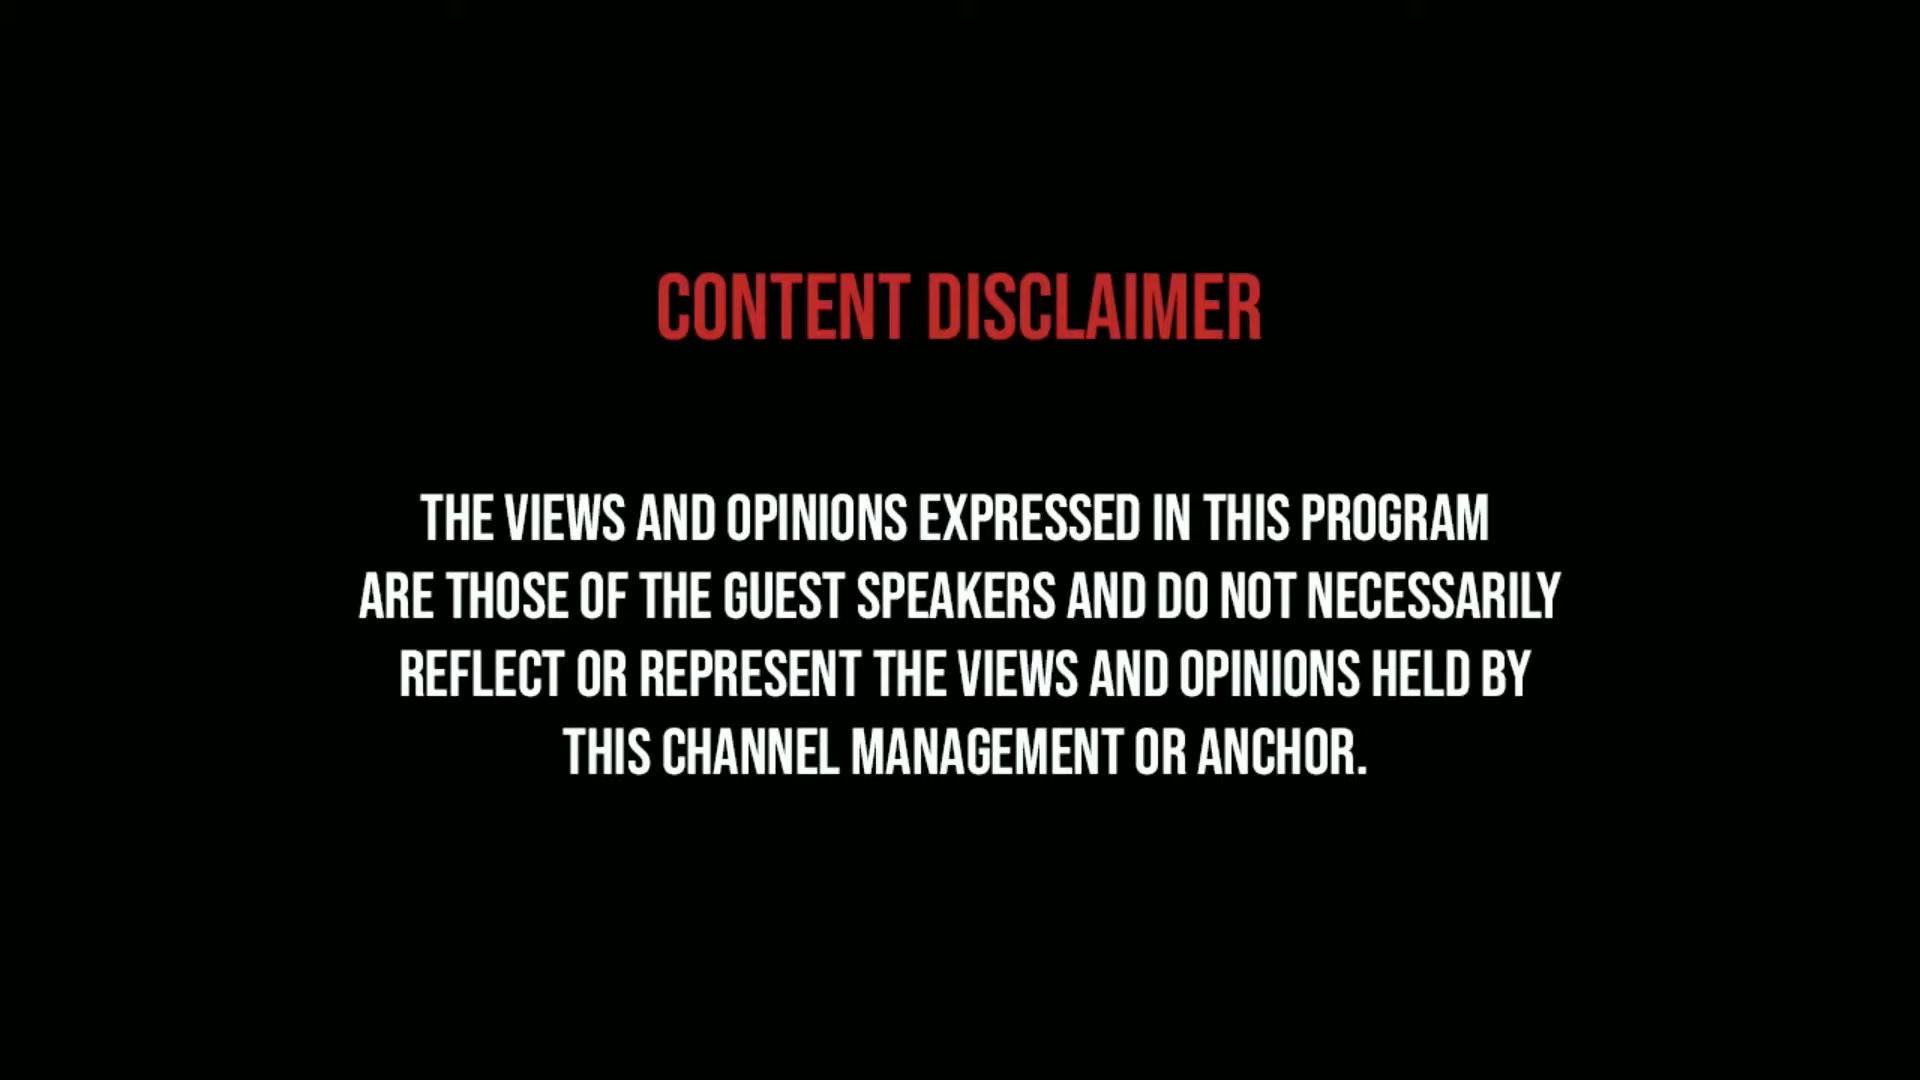 CONTENT DISCLAIMER
THE VIEWS AND OPINIONS EXPRESSED IN THIS PROGRAM
ARE THOSE OF THE GUEST SPEAKERS AND DO NOT NECESSARILY
REFLECT OR REPRESENT THE VIEWS AND OPINIONS HELD BY
THIS CHANNEL MANAGEMENT OR ANCHOR.